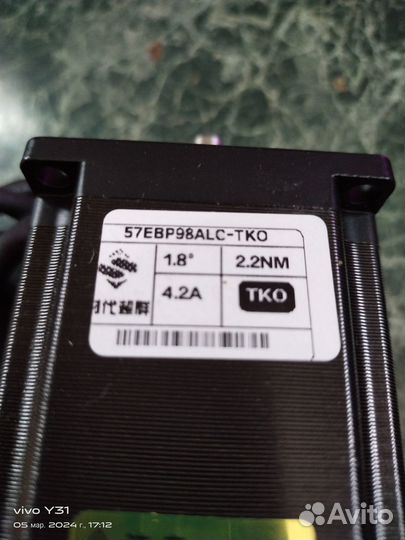 57EBP98ALC-TKO
1.8° 2.2NM
4.2A TKO
时代超群
vivo Y31
05 мар. 2024 г., 17:12
Avito